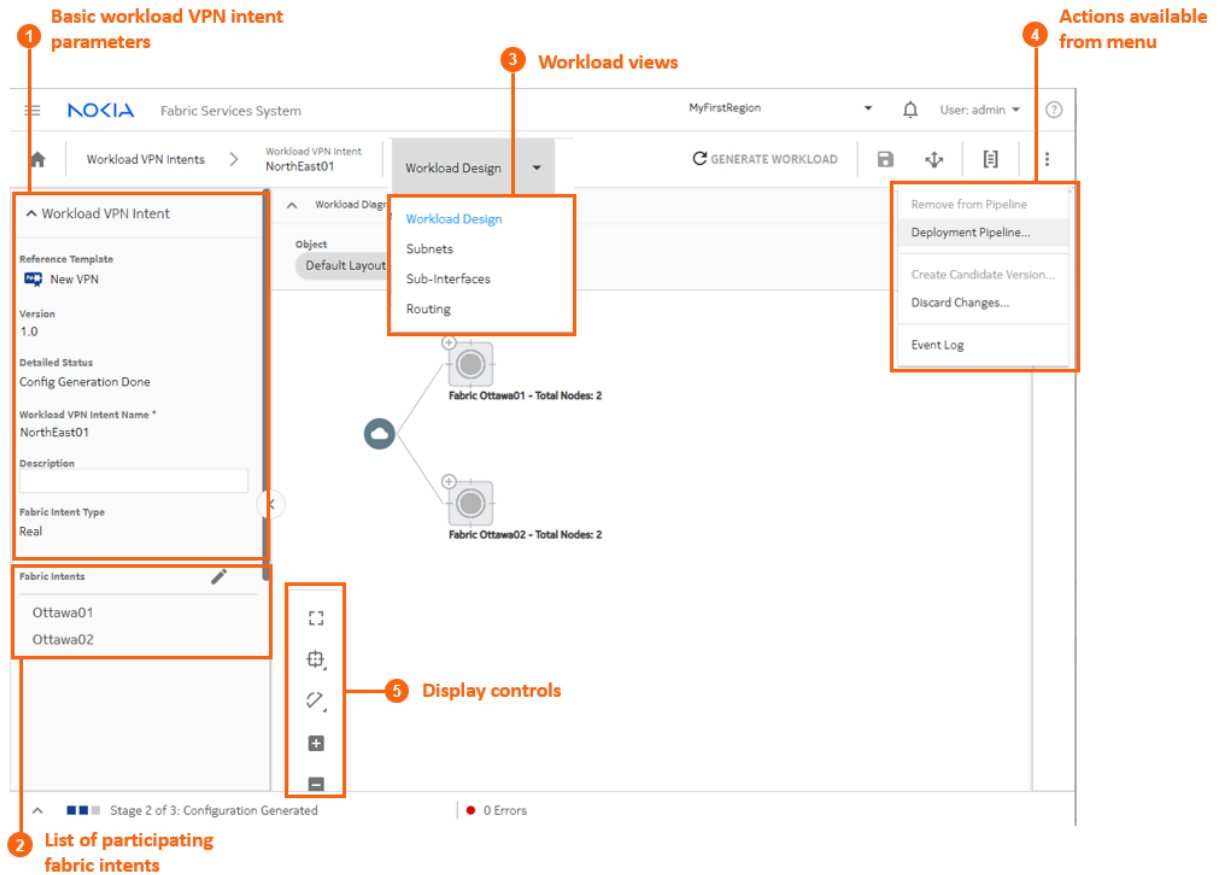 Basic workload VPN intent
parameters
1
3 Workload views
Actions available
from menu
4
NOKIA Fabric Services System
MyFirstRegion
User: admin
?
Workload VPN Intents
Workload VPN Intent
NorthEast01
Workload Design
GENERATE WORKLOAD
Workload VPN Intent
Reference Template
New VPN
Version
1.0
Detailed Status
Config Generation Done
Workload VPN Intent Name *
NorthEast01
Description
Fabric Intent Type
Real
Fabric Intents
Ottawa01
Ottawa02
Workload Diagr
Object
Default Layout
Workload Design
Subnets
Sub-Interfaces
Routing
Remove from Pipeline
Deployment Pipeline...
Create Candidate Version...
Discard Changes...
Event Log
Fabric Ottawa01 - Total Nodes: 2
Fabric Ottawa02 - Total Nodes: 2
5 Display controls
Stage 2 of 3: Configuration Generated
0 Errors
2 List of participating
fabric intents